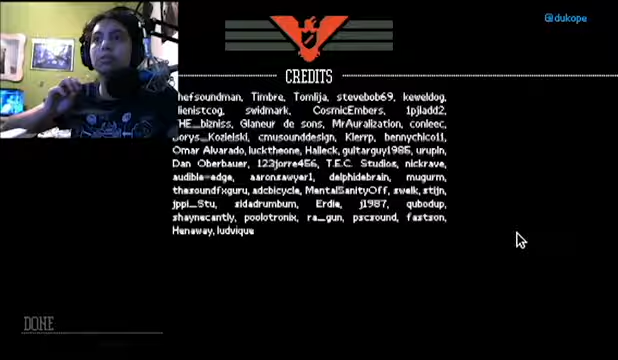 @dukope
CREDITS
hefsoundman, Timbre, Tomlija, stevebob69, keweldog,
lienistcog, swidmark, CosmicEmbers, 1pjladd2,
THE_bizniss, Glaneur de sons, MrAuralization, conleec,
Borys_Kozielski, cmusounddesign, Klerrp, bennychico11,
Omar Alvarado, lucktheone, Halleck, guitarguy1985, urupin,
Dan Oberbauer, 123jorre456, T.E.C. Studios, nickrave,
audible-edge, aaronsawyer1, delphidebrain, mugurm,
thesoundfxguru, adcbicycle, MentalSanityOff, swelk, stijn,
jppi_Stu, sidadrumbum, Erdie, j1987, qubodup,
shaynecantly, poolotronix, ra_gun, pscsound, fastson,
Henaway, ludvique
DONE